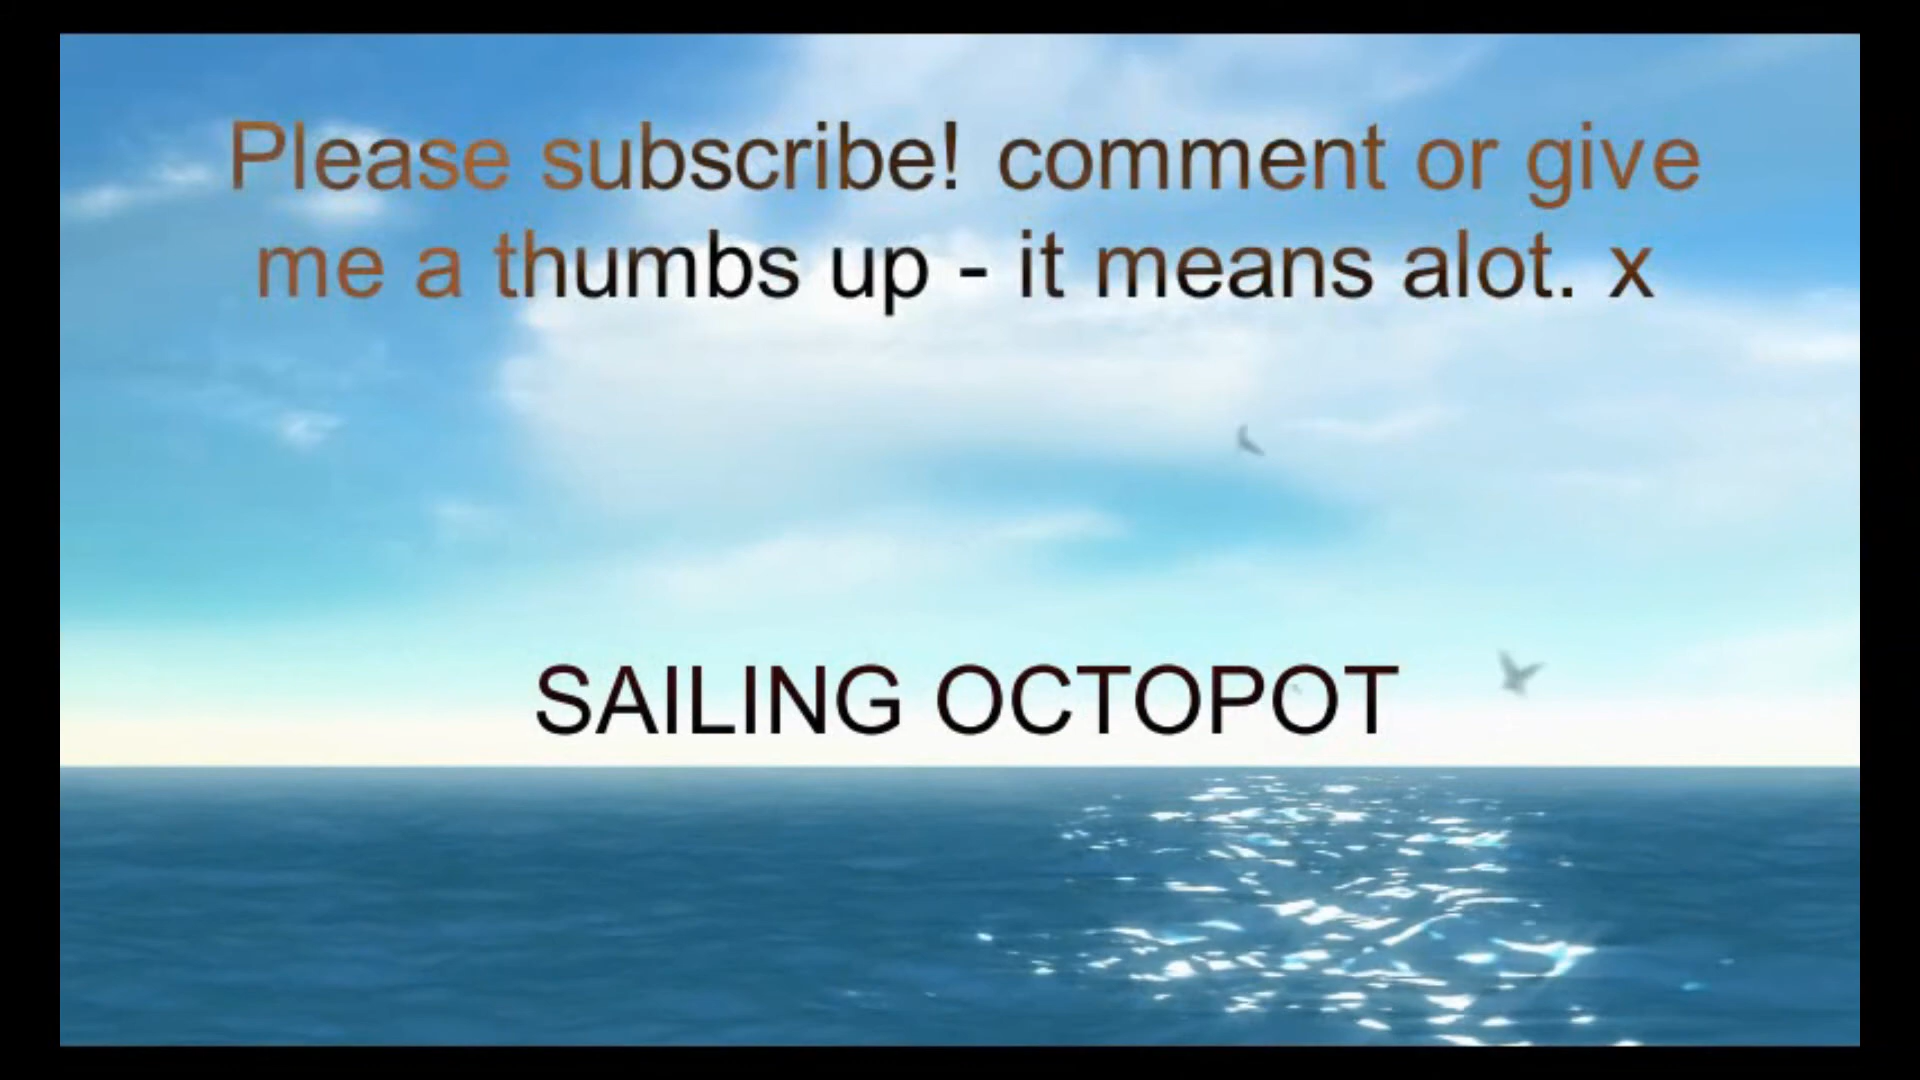 Please subscribe! comment or give
me a thumbs up - it means alot. x
SAILING OCTOPOT